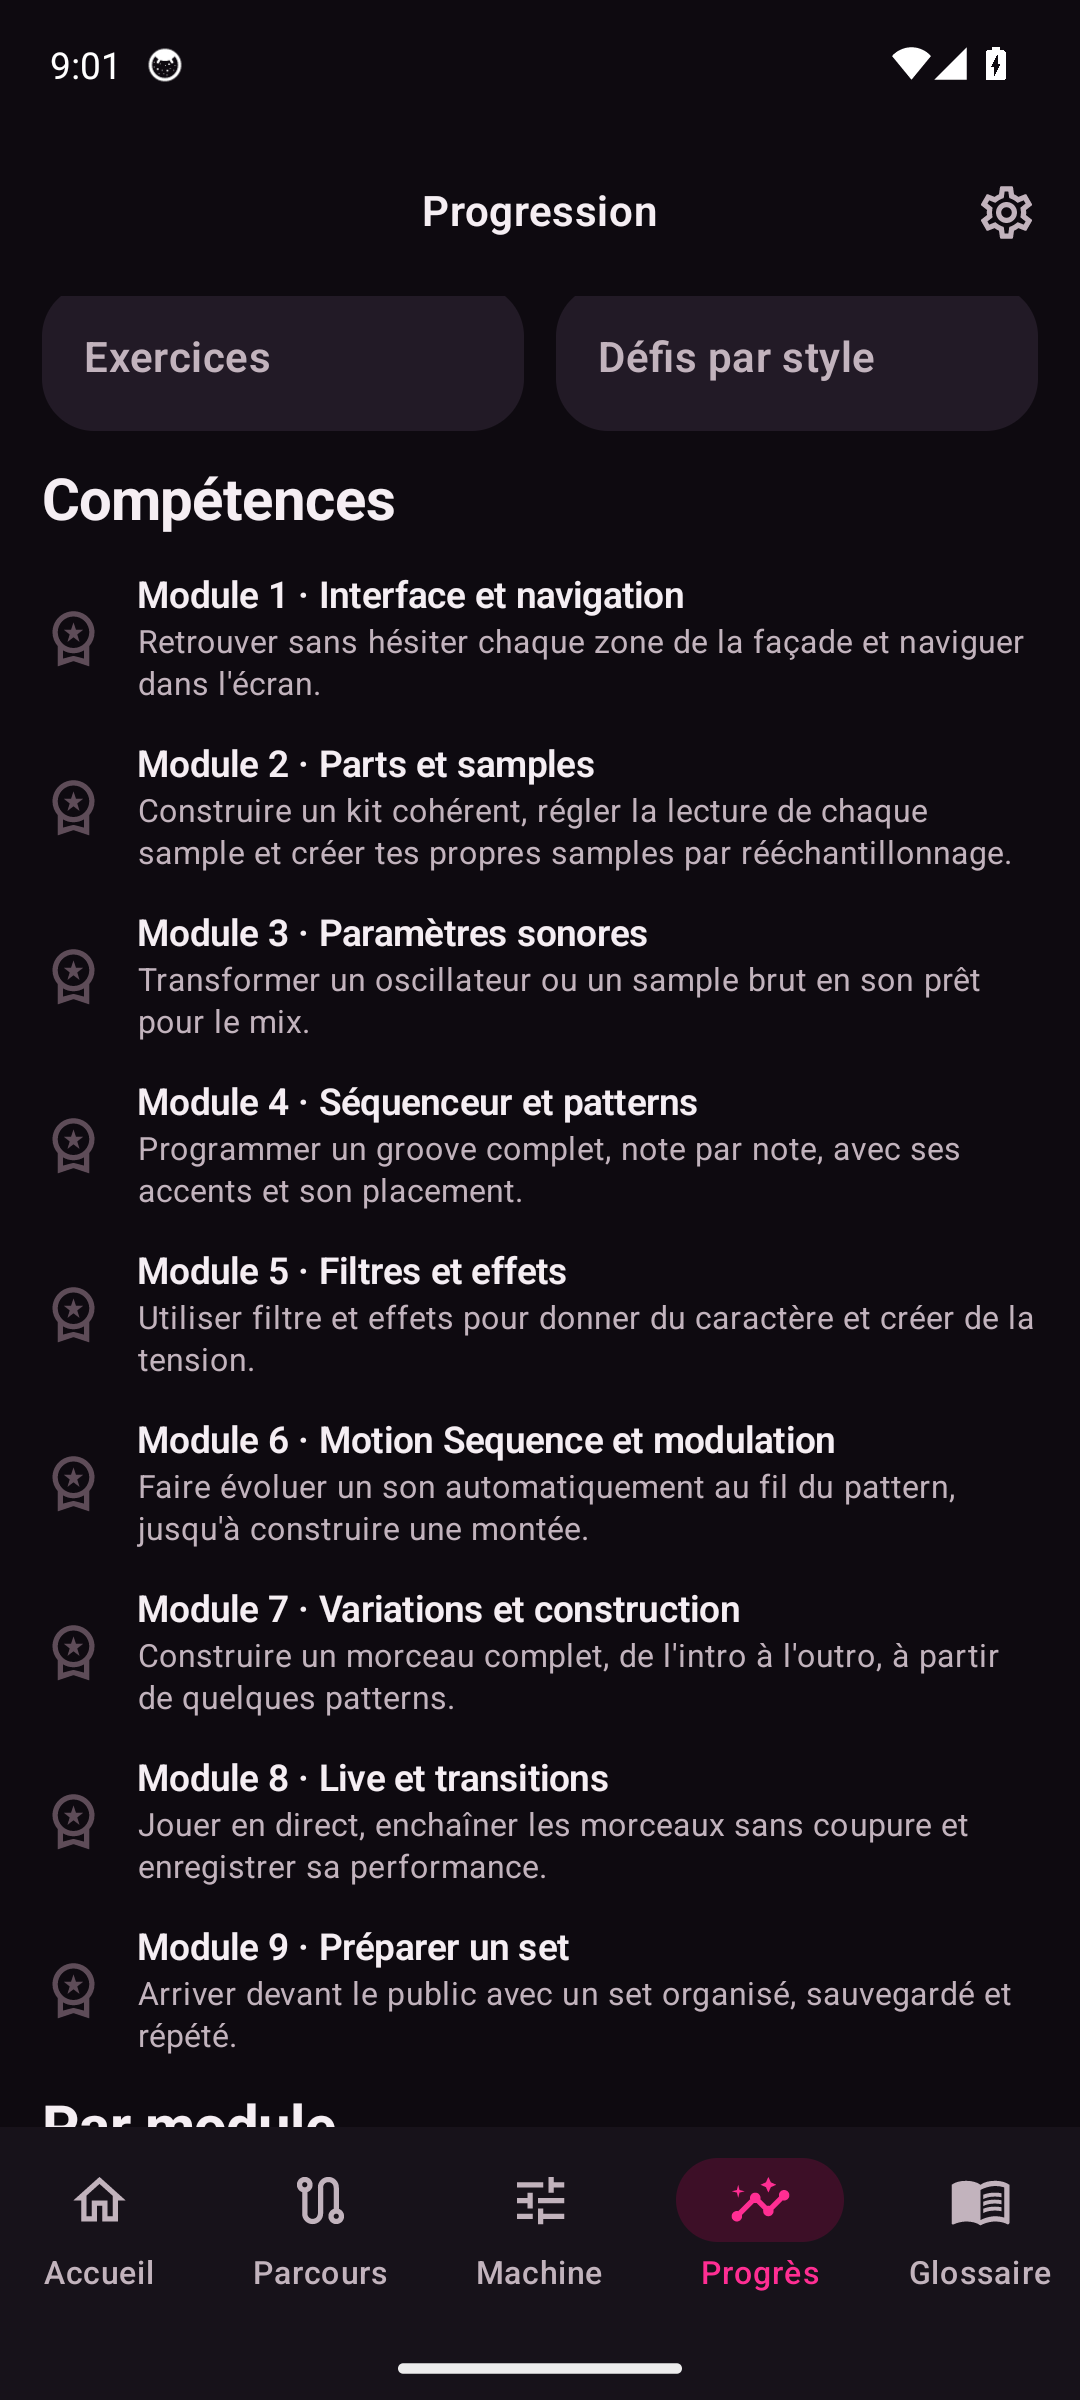 9:01
Progression
Exercices
Défis par style
Compétences
Module 1 · Interface et navigation
Retrouver sans hésiter chaque zone de la façade et naviguer
dans l'écran.
Module 2 · Parts et samples
Construire un kit cohérent, régler la lecture de chaque
sample et créer tes propres samples par rééchantillonnage.
Module 3 · Paramètres sonores
Transformer un oscillateur ou un sample brut en son prêt
pour le mix.
Module 4 · Séquenceur et patterns
Programmer un groove complet, note par note, avec ses
accents et son placement.
Module 5 · Filtres et effets
Utiliser filtre et effets pour donner du caractère et créer de la
tension.
Module 6 · Motion Sequence et modulation
Faire évoluer un son automatiquement au fil du pattern,
jusqu'à construire une montée.
Module 7 · Variations et construction
Construire un morceau complet, de l'intro à l'outro, à partir
de quelques patterns.
Module 8 · Live et transitions
Jouer en direct, enchaîner les morceaux sans coupure et
enregistrer sa performance.
Module 9 · Préparer un set
Arriver devant le public avec un set organisé, sauvegardé et
répété.
Par module
Accueil
Parcours
Machine
Progrès
Glossaire